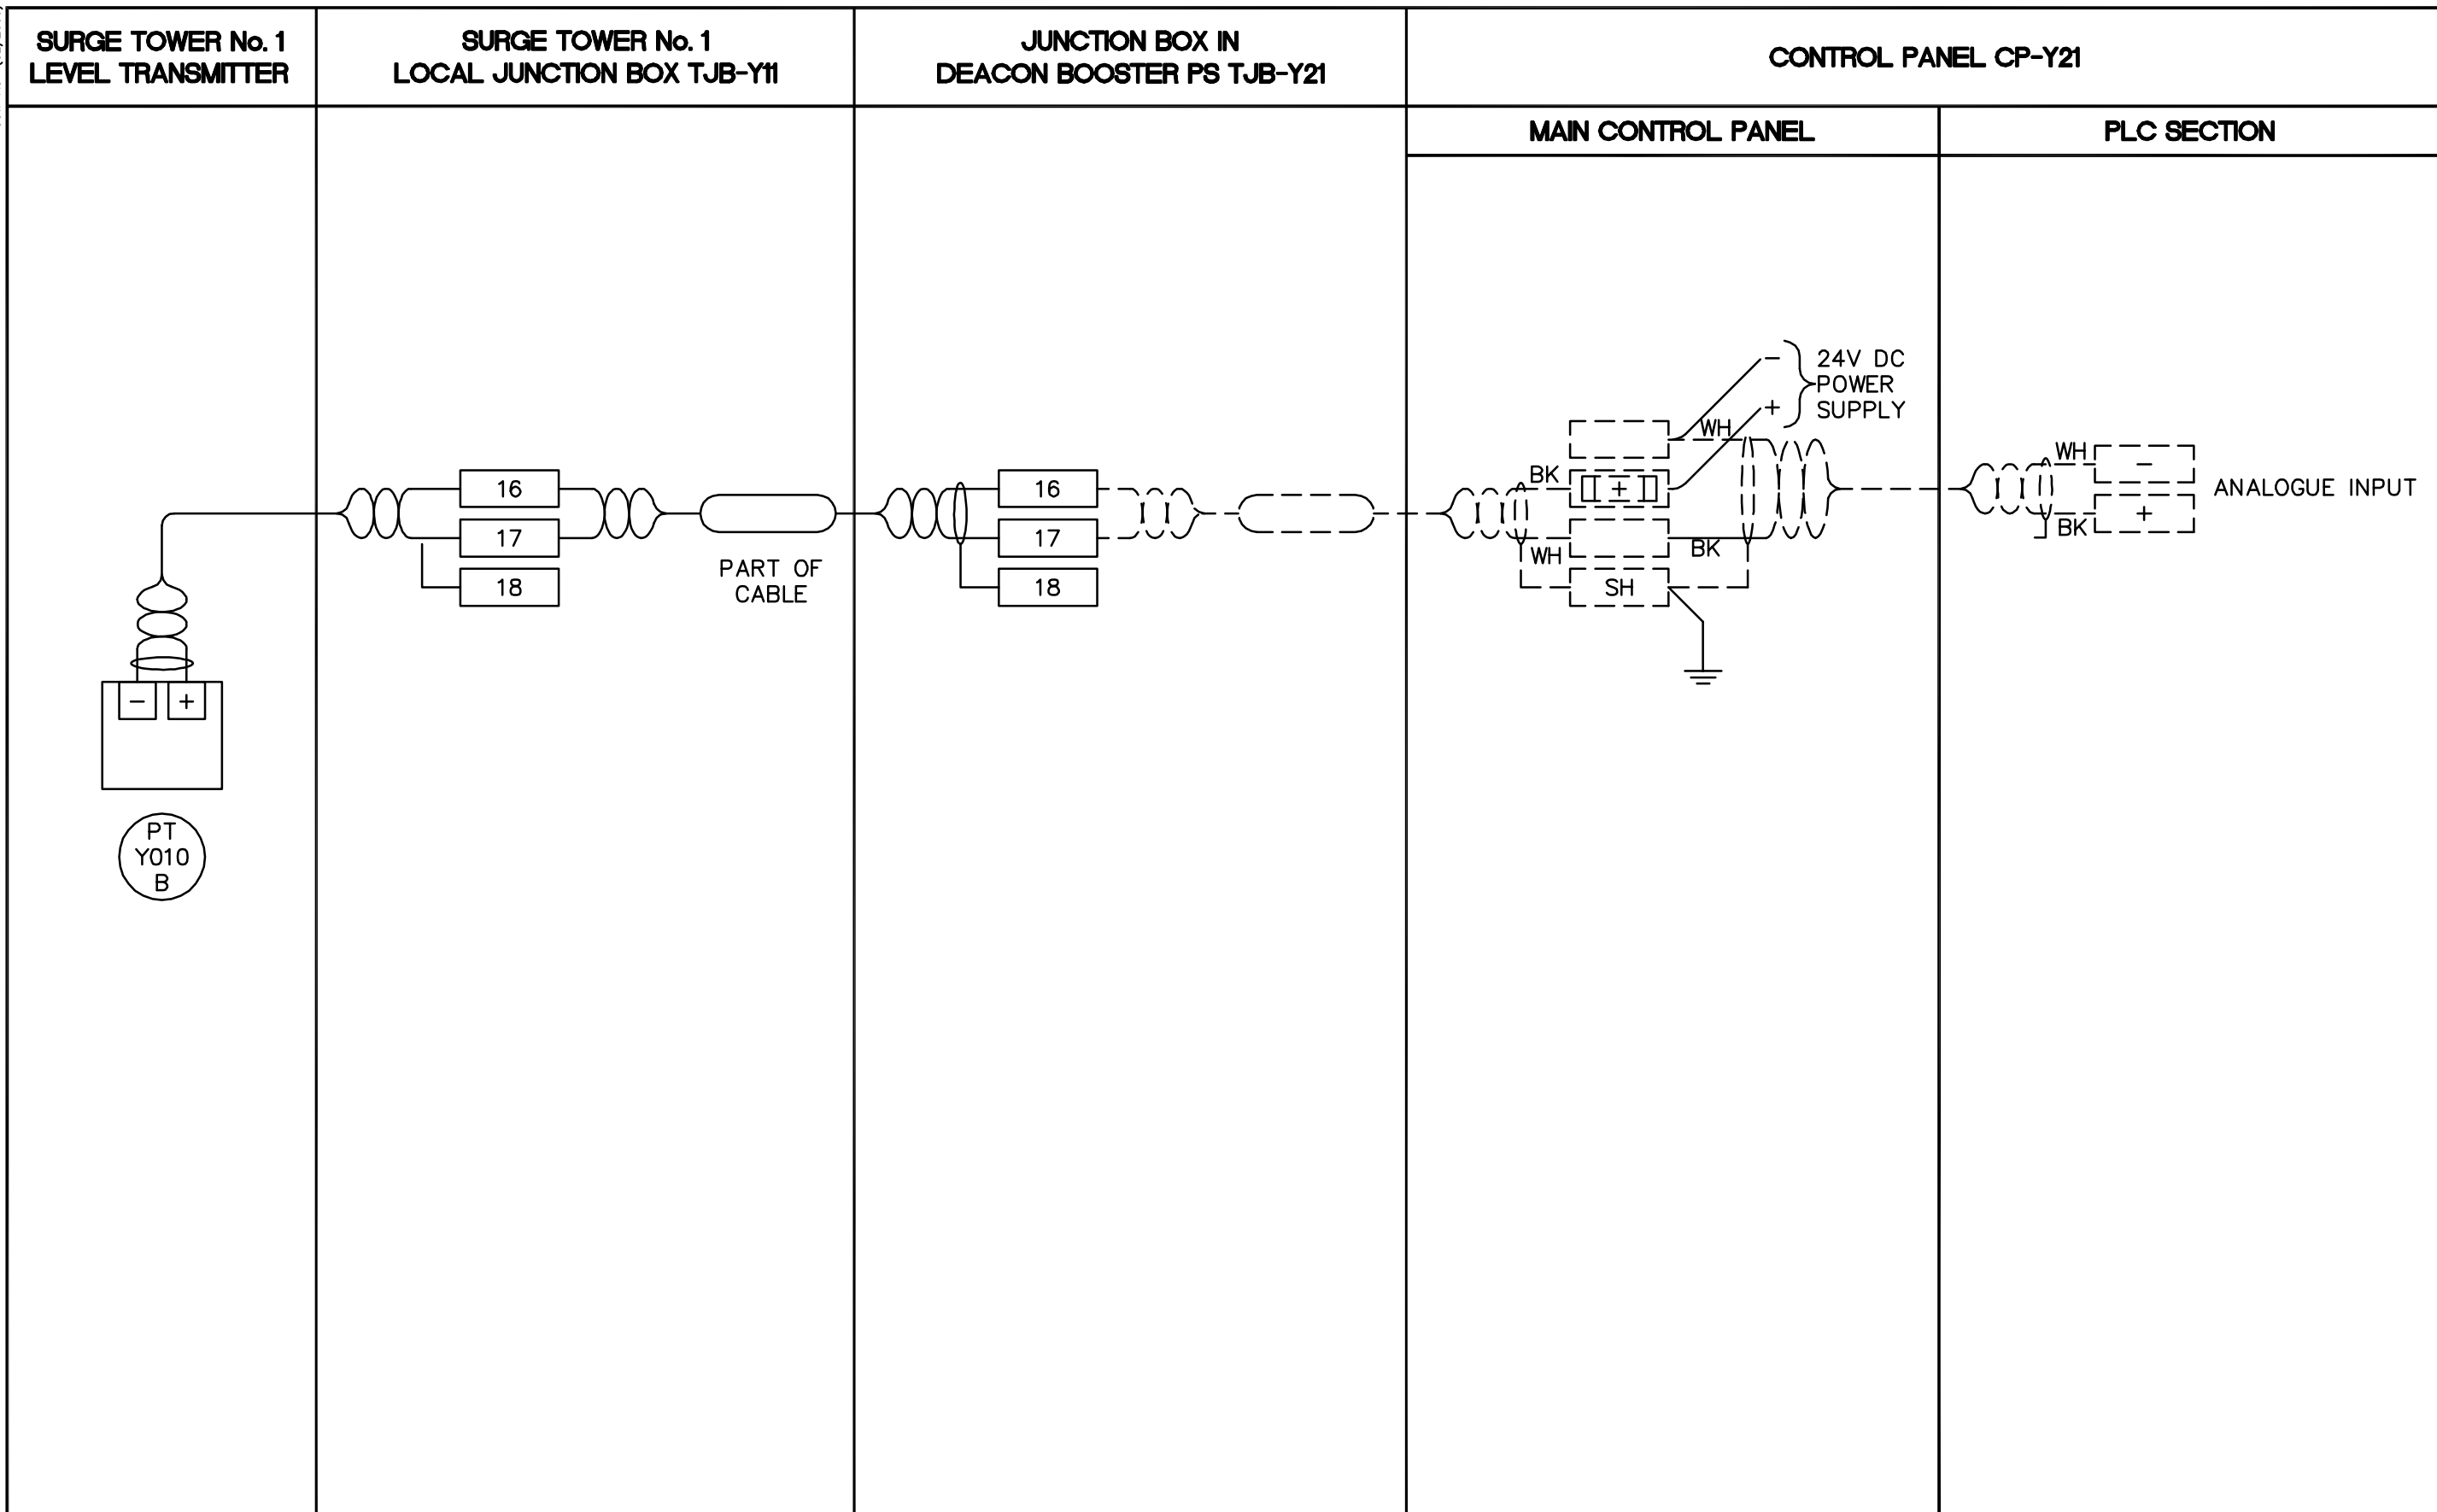 SURGE TOWER No. 1
LEVEL TRANSMITTER
SURGE TOWER No. 1
LOCAL JUNCTION BOX TJB-Y11
JUNCTION BOX IN
DEACON BOOSTER PS TJB-Y21
CONTROL PANEL CP-Y21
MAIN CONTROL PANEL
PLC SECTION
- 24V DC
POWER
+ SUPPLY
WH
BK
+
WH
BK
SH
WH
-
ANALOGUE INPUT
+
BK
16
17
18
PART OF
CABLE
16
17
18
- +
PT
Y010
B